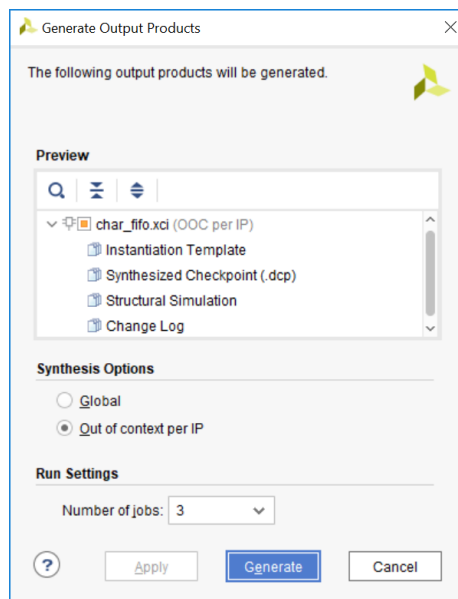 Generate Output Products
The following output products will be generated.
Preview
char_fifo.xci (OOC per IP)
Instantiation Template
Synthesized Checkpoint (.dcp)
Structural Simulation
Change Log
Synthesis Options
Global
Out of context per IP
Run Settings
Number of jobs: 3
? Apply Generate Cancel